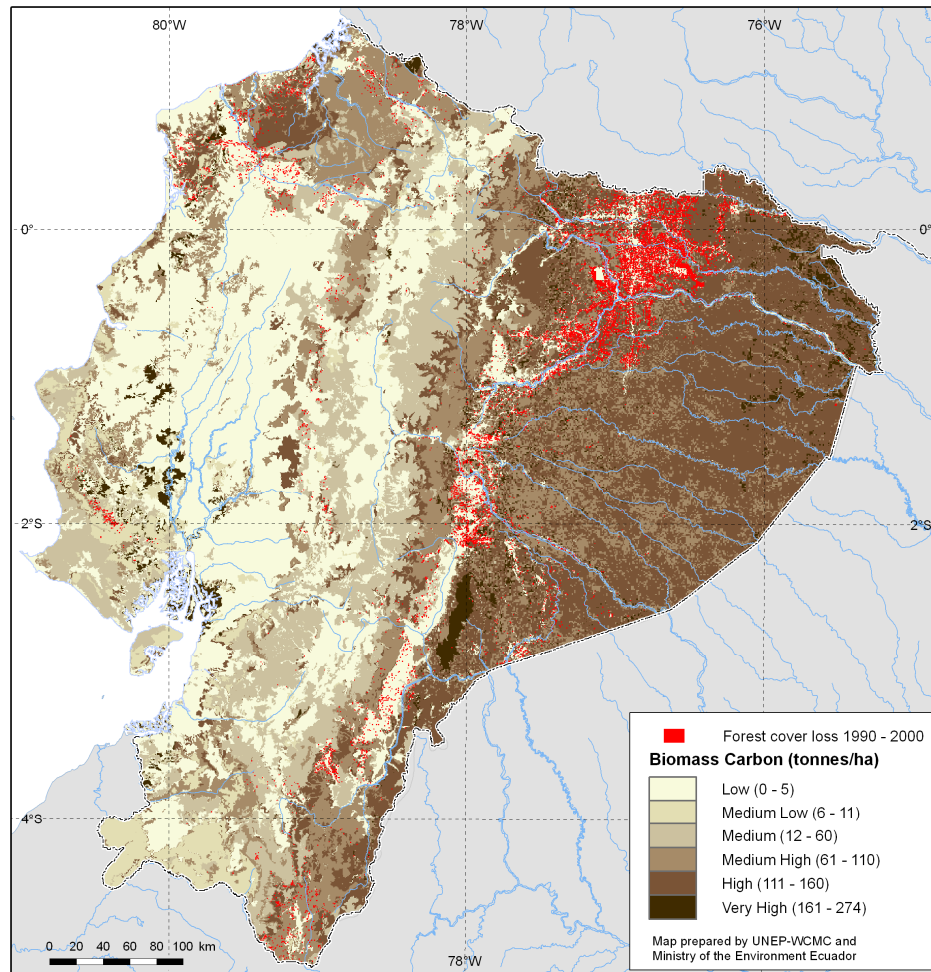 80°W
78°W
76°W
0°
0°
2°S
2°S
4°S
78°W
Forest cover loss 1990 - 2000
Biomass Carbon (tonnes/ha)
Low (0 - 5)
Medium Low (6 - 11)
Medium (12 - 60)
Medium High (61 - 110)
High (111 - 160)
Very High (161 - 274)
Map prepared by UNEP-WCMC and
Ministry of the Environment Ecuador
0 20 40 60 80 100 km